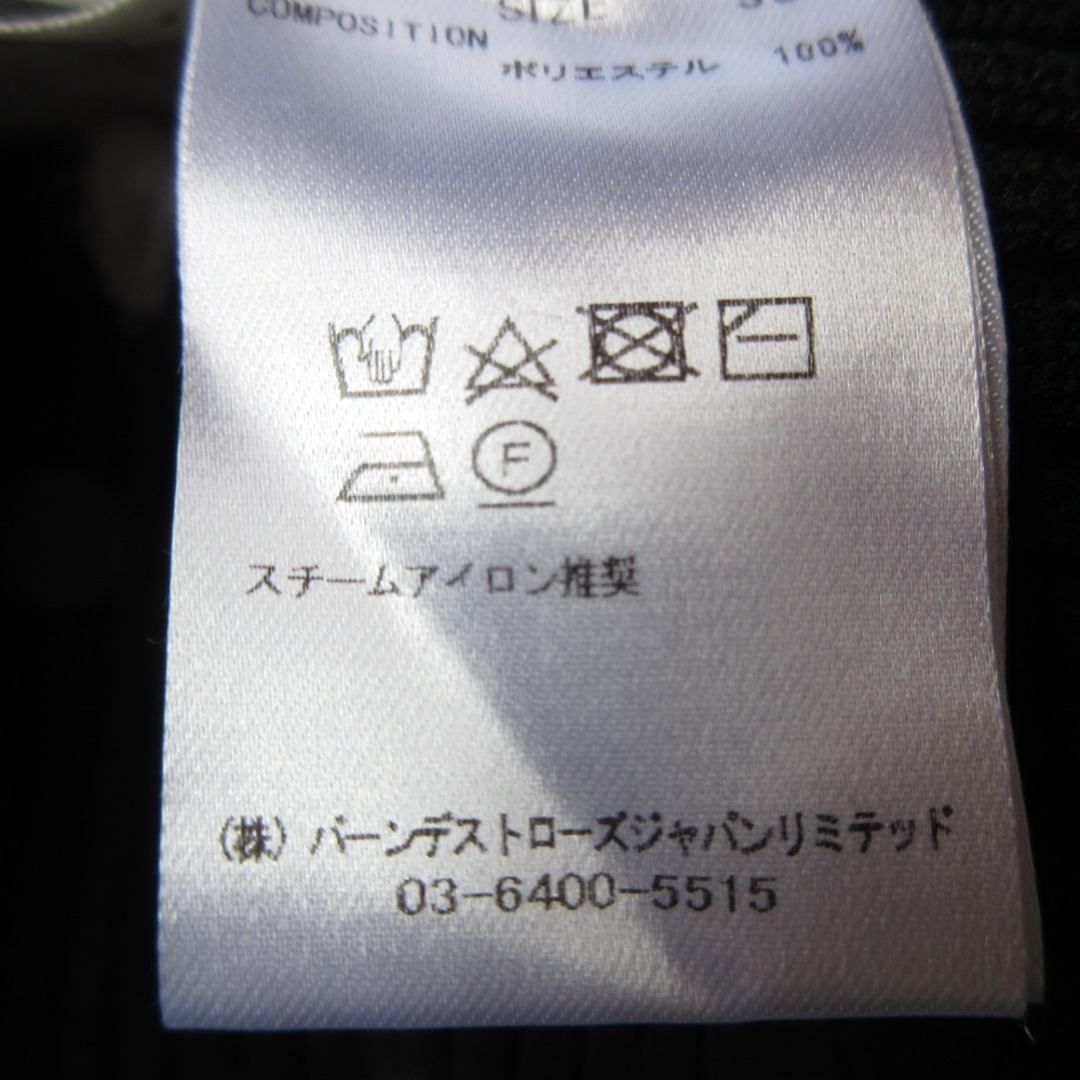 SIZE
COMPOSITION
ポリエステル 100%
F
スチームアイロン推奨
(株) バーンデストローズジャパンリミテッド
03-6400-5515